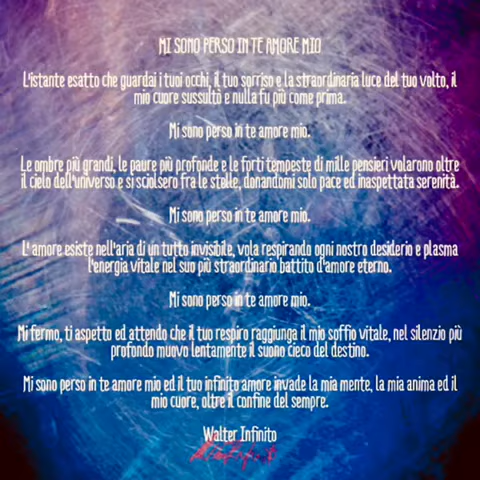 MI SONO PERSO IN TE AMORE MIO
L'istante esatto che guardai i tuoi occhi, il tuo sorriso e la straordinaria luce del tuo volto, il
mio cuore sussultò e nulla fu più come prima.
Mi sono perso in te amore mio.
Le ombre più grandi, le paure più profonde e le forti tempeste di mille pensieri volarono oltre
il cielo dell'universo e si sciolsero fra le stelle, donandomi solo pace ed inaspettata serenità.
Mi sono perso in te amore mio.
L' amore esiste nell'aria di un tutto invisibile, vola respirando ogni nostro desiderio e plasma
l'energia vitale nel suo più straordinario battito d'amore eterno.
Mi sono perso in te amore mio.
Mi fermo, ti aspetto ed attendo che il tuo respiro raggiunga il mio soffio vitale, nel silenzio più
profondo muovo lentamente il suono cieco del destino.
Mi sono perso in te amore mio ed il tuo infinito amore invade la mia mente, la mia anima ed il
mio cuore, oltre il confine del sempre.
Walter Infinito